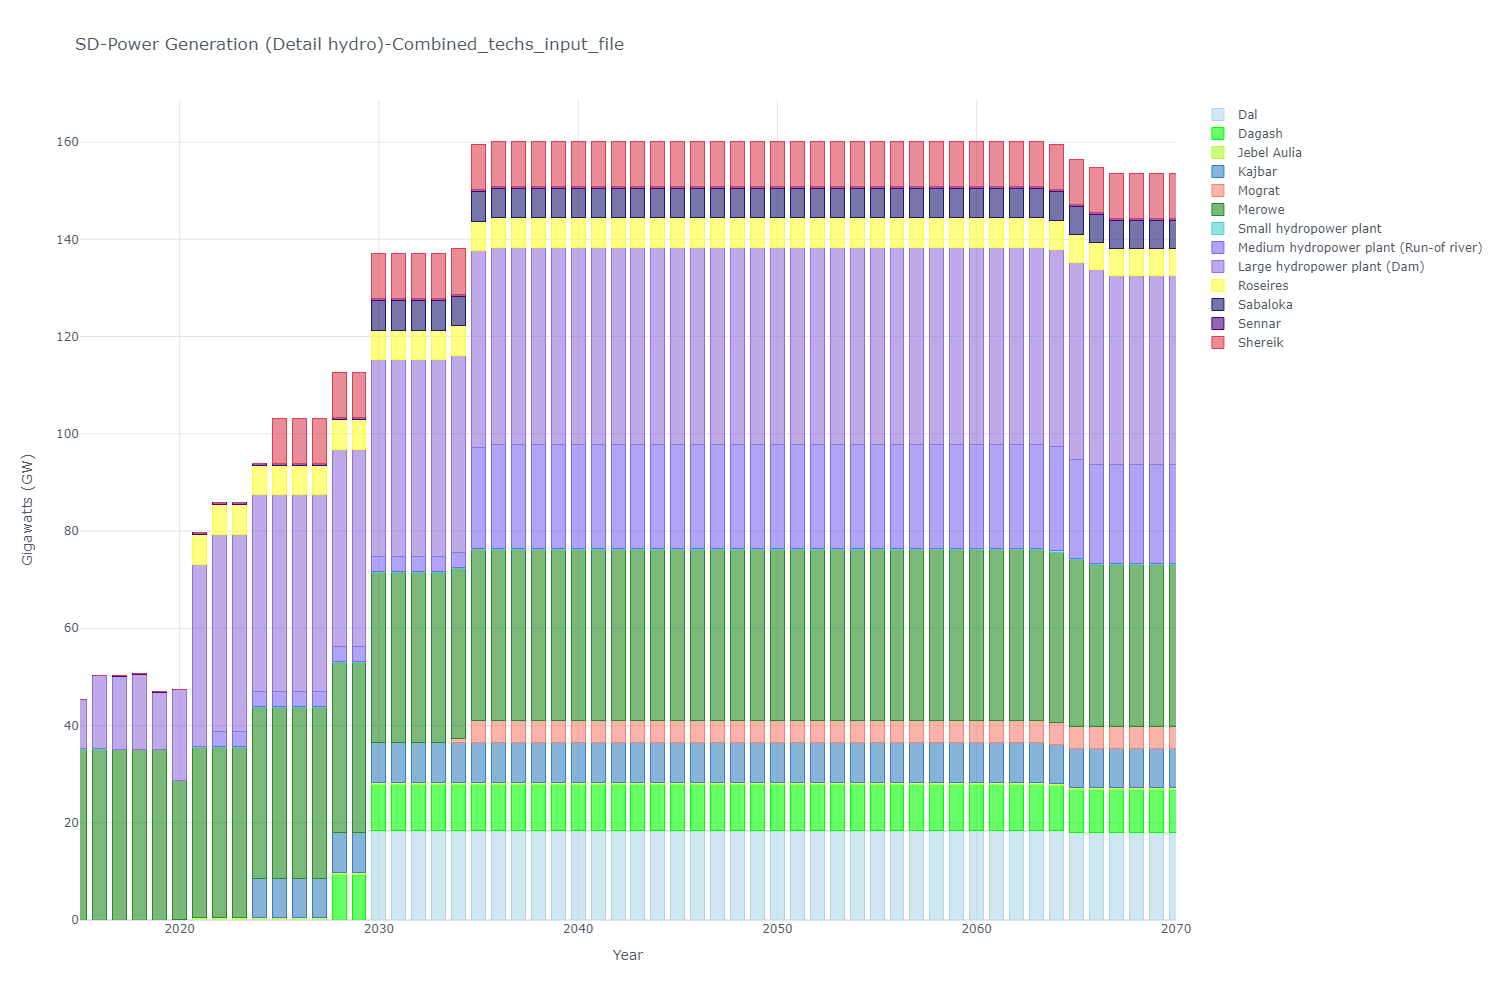 SD-Power Generation (Detail hydro)-Combined_techs_input_file
Gigawatts (GW)
160
140
120
100
80
60
40
20
0
2020
2030
2040
2050
2060
2070
Year
Dal
Dagash
Jebel Aulia
Kajbar
Mograt
Merowe
Small hydropower plant
Medium hydropower plant (Run-of river)
Large hydropower plant (Dam)
Roseires
Sabaloka
Sennar
Shereik